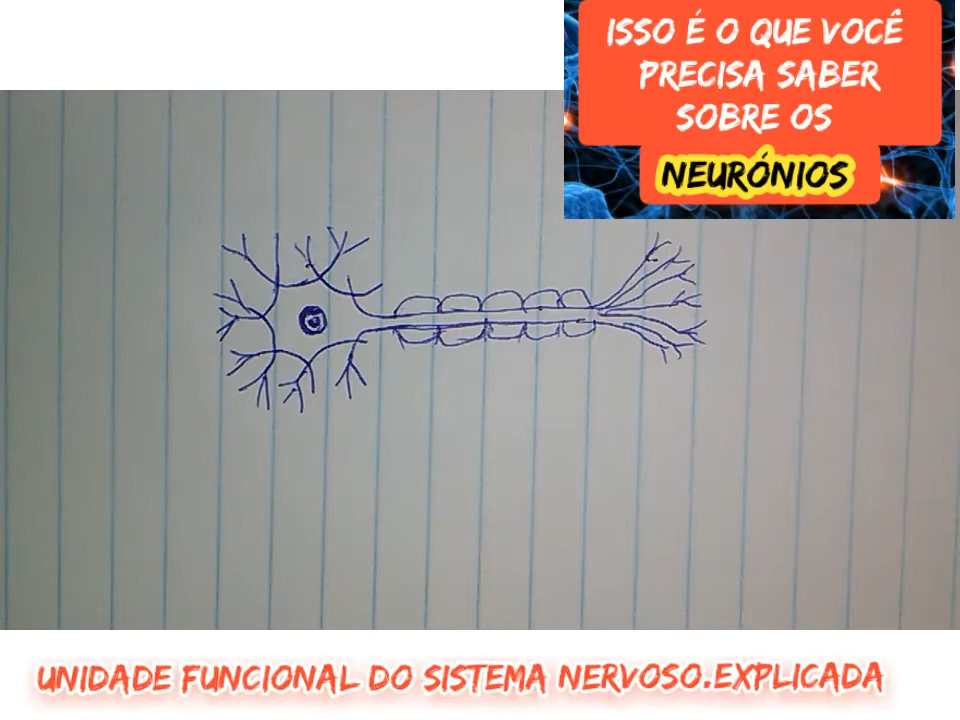 ISSO É O QUE VOCÊ
PRECISA SABER
SOBRE OS
NEURÓNIOS
UNIDADE FUNCIONAL DO SISTEMA NERVOSO.EXPLICADA